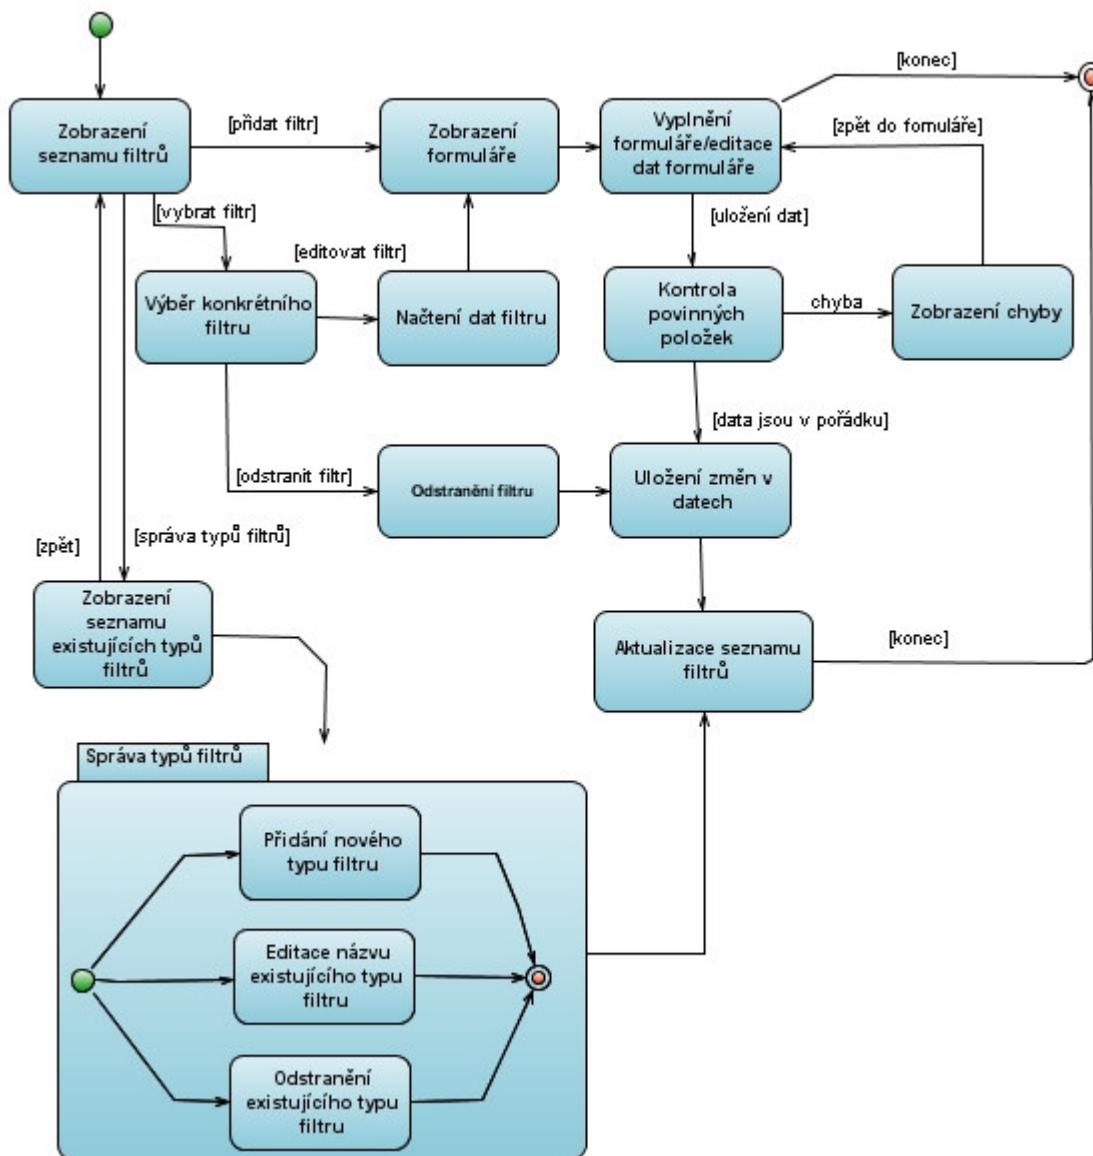 [konec]
Zobrazení
seznamu filtrů
[přidat filtr]
Zobrazení
formuláře
Vyplnění
formuláře/editace
dat formuláře
[zpět do fomuláře]
[vybrat filtr]
[uložení dat]
[editovat filtr]
Výběr konkrétního
filtru
Načtení dat filtru
Kontrola
povinných
položek
chyba
Zobrazení chyby
[data jsou v pořádku]
[odstranit filtr]
Odstranění filtru
Uložení změn v
datech
[zpět]
[správa typů filtrů]
Zobrazení
seznamu
existujících typů
filtrů
Aktualizace seznamu
filtrů
[konec]
Správa typů filtrů
Přidání nového
typu filtru
Editace názvu
existujícího typu
filtru
Odstranění
existujícího typu
filtru